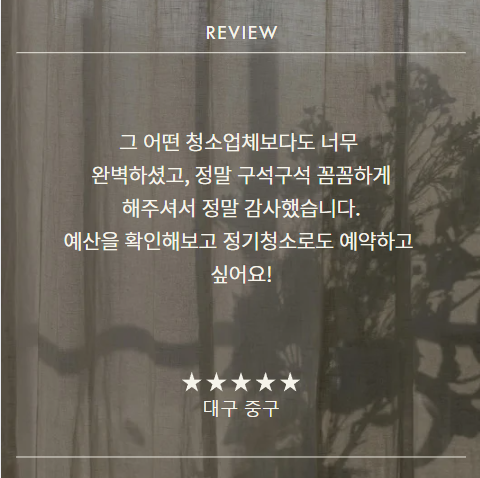 REVIEW
그 어떤 청소업체보다도 너무
완벽하셨고, 정말 구석구석 꼼꼼하게
해주셔서 정말 감사했습니다.
예산을 확인해보고 정기청소로도 예약하고
싶어요!
★★★★★
대구 중구